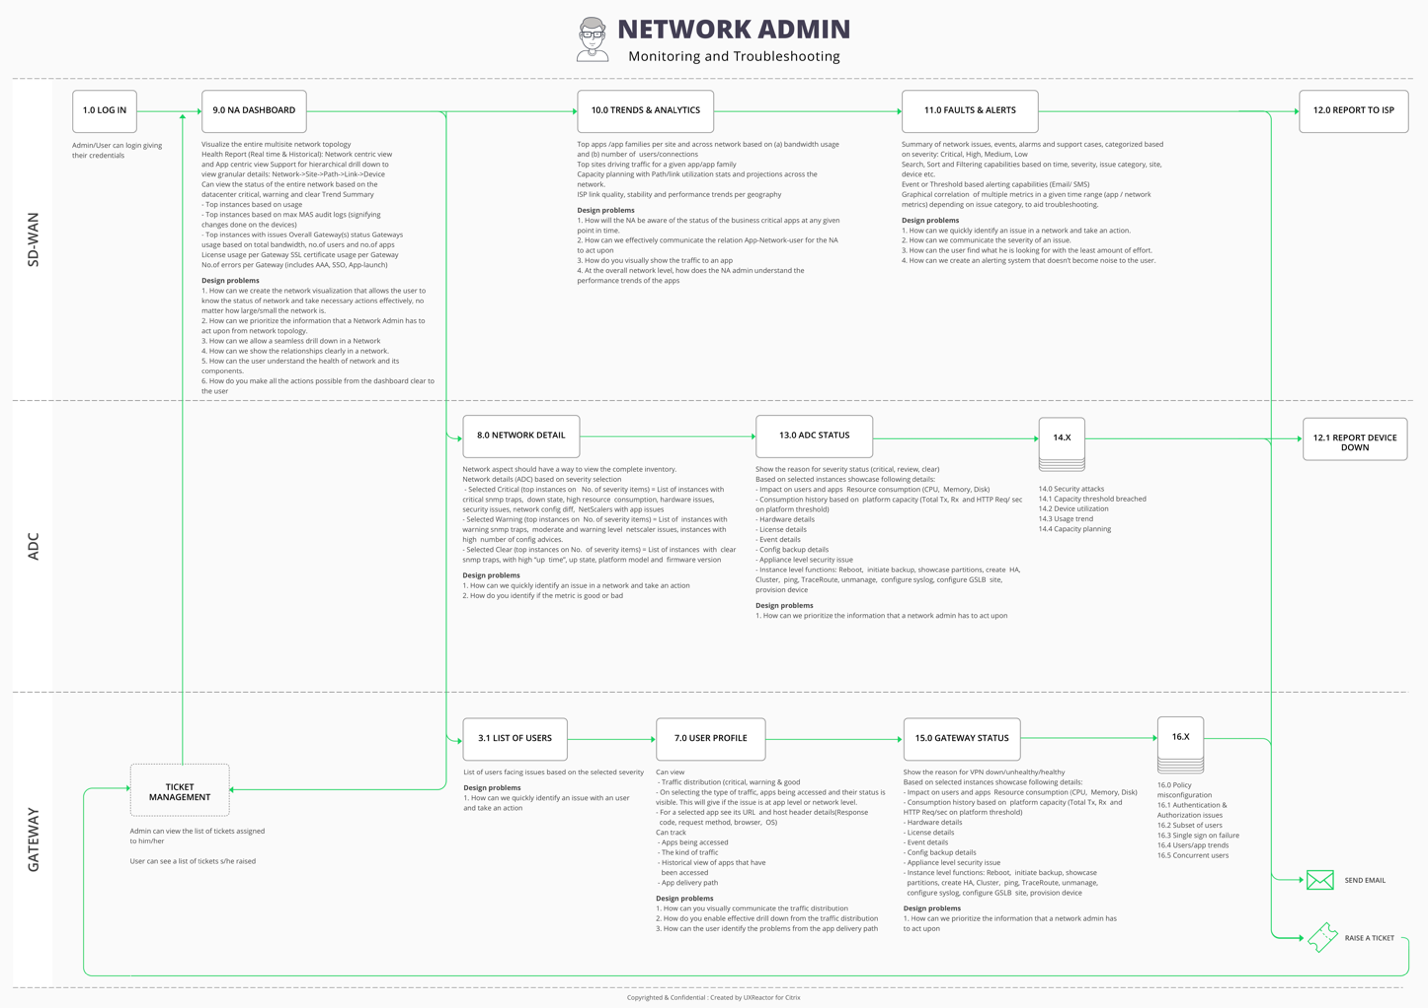 NETWORK ADMIN
Monitoring and Troubleshooting
SD-WAN
1.0 LOG IN
Admin/User can login giving
their credentials
9.0 NA DASHBOARD
Visualize the entire multisite network topology
Health Report (Real time & Historical): Network centric view
and App centric view Support for hierarchical drill down to
view granular details: Network->Site->Path->Link->Device
Can view the status of the entire network based on the
datacenter critical, warning and clear Trend Summary
- Top instances based on usage
- Top instances based on max MAS audit logs (signifying
changes done on the devices)
- Top instances with issues Overall Gateway(s) status Gateways
usage based on total bandwidth, no.of users and no.of apps
License usage per Gateway SSL certificate usage per Gateway
No.of errors per Gateway (includes AAA, SSO, App-launch)
Design problems
1. How can we create the network visualization that allows the user to
know the status of network and take necessary actions effectively, no
matter how large/small the network is.
2. How can we prioritize the information that a Network Admin has to
act upon from network topology.
3. How can we allow a seamless drill down in a Network
4. How can we show the relationships clearly in a network.
5. How can the user understand the health of network and its
components.
6. How do you make all the actions possible from the dashboard clear to
the user
10.0 TRENDS & ANALYTICS
Top apps /app families per site and across network based on (a) bandwidth usage
and (b) number of users/connections
Top sites driving traffic for a given app/app family
Capacity planning with Path/link utilization stats and projections across the
network.
ISP link quality, stability and performance trends per geography
Design problems
1. How will the NA be aware of the status of the business critical apps at any given
point in time.
2. How can we effectively communicate the relation App-Network-user for the NA
to act upon
3. How do you visually show the traffic to an app
4. At the overall network level, how does the NA admin understand the
performance trends of the apps
11.0 FAULTS & ALERTS
Summary of network issues, events, alarms and support cases, categorized based
on severity: Critical, High, Medium, Low
Search, Sort and Filtering capabilities based on time, severity, issue category, site,
device etc.
Event or Threshold based alerting capabilities (Email/ SMS)
Graphical correlation of multiple metrics in a given time range (app / network
metrics) depending on issue category, to aid troubleshooting.
Design problems
1. How can we quickly identify an issue in a network and take an action.
2. How can we communicate the severity of an issue.
3. How can the user find what he is looking for with the least amount of effort.
4. How can we create an alerting system that doesn't become noise to the user.
12.0 REPORT TO ISP
ADC
8.0 NETWORK DETAIL
Network aspect should have a way to view the complete inventory.
Network details (ADC) based on severity selection
- Selected Critical (top instances on No. of severity items) = List of instances with
critical snmp traps, down state, high resource consumption, hardware issues,
security issues, network config diff, NetScalers with app issues
- Selected Warning (top instances on No. of severity items) = List of instances with
warning snmp traps, moderate and warning level netscaler issues, instances with
high number of config advices.
- Selected Clear (top instances on No. of severity items) = List of instances with clear
snmp traps, with high "up time", up state, platform model and firmware version
Design problems
1. How can we quickly identify an issue in a network and take an action
2. How do you identify if the metric is good or bad
13.0 ADC STATUS
Show the reason for severity status (critical, review, clear)
Based on selected instances showcase following details:
- Impact on users and apps Resource consumption (CPU, Memory, Disk)
- Consumption history based on platform capacity (Total Tx, Rx and HTTP Req/ sec
on platform threshold)
- Hardware details
- License details
- Event details
- Config backup details
- Appliance level security issue
- Instance level functions: Reboot, initiate backup, showcase partitions, create HA,
Cluster, ping, TraceRoute, unmanage, configure syslog, configure GSLB site,
provision device
Design problems
1. How can we prioritize the information that a network admin has to act upon
14.X
14.0 Security attacks
14.1 Capacity threshold breached
14.2 Device utilization
14.3 Usage trend
14.4 Capacity planning
12.1 REPORT DEVICE
DOWN
GATEWAY
TICKET
MANAGEMENT
Admin can view the list of tickets assigned
to him/her
User can see a list of tickets s/he raised
3.1 LIST OF USERS
List of users facing issues based on the selected severity
Design problems
1. How can we quickly identify an issue with an user
and take an action
7.0 USER PROFILE
Can view
- Traffic distribution (critical, warning & good
- On selecting the type of traffic, apps being accessed and their status is
visible. This will give if the issue is at app level or network level.
- For a selected app see its URL and host header details(Response
code, request method, browser, OS)
Can track
- Apps being accessed
- The kind of traffic
- Historical view of apps that have
been accessed
- App delivery path
Design problems
1. How can you visually communicate the traffic distribution
2. How do you enable effective drill down from the traffic distribution
3. How can the user identify the problems from the app delivery path
15.0 GATEWAY STATUS
Show the reason for VPN down/unhealthy/healthy
Based on selected instances showcase following details:
- Impact on users and apps Resource consumption (CPU, Memory, Disk)
- Consumption history based on platform capacity (Total Tx, Rx and
HTTP Req/sec on platform threshold)
- Hardware details
- License details
- Event details
- Config backup details
- Appliance level security issue
- Instance level functions: Reboot, initiate backup, showcase
partitions, create HA, Cluster, ping, TraceRoute, unmanage,
configure syslog, configure GSLB site, provision device
Design problems
1. How can we prioritize the information that a network admin has
to act upon
16.X
16.0 Policy
misconfiguration
16.1 Authentication &
Authorization issues
16.2 Subset of users
16.3 Single sign on failure
16.4 Users/app trends
16.5 Concurrent users
SEND EMAIL
RAISE A TICKET
Copyrighted & Confidential : Created by UXReactor for Citrix